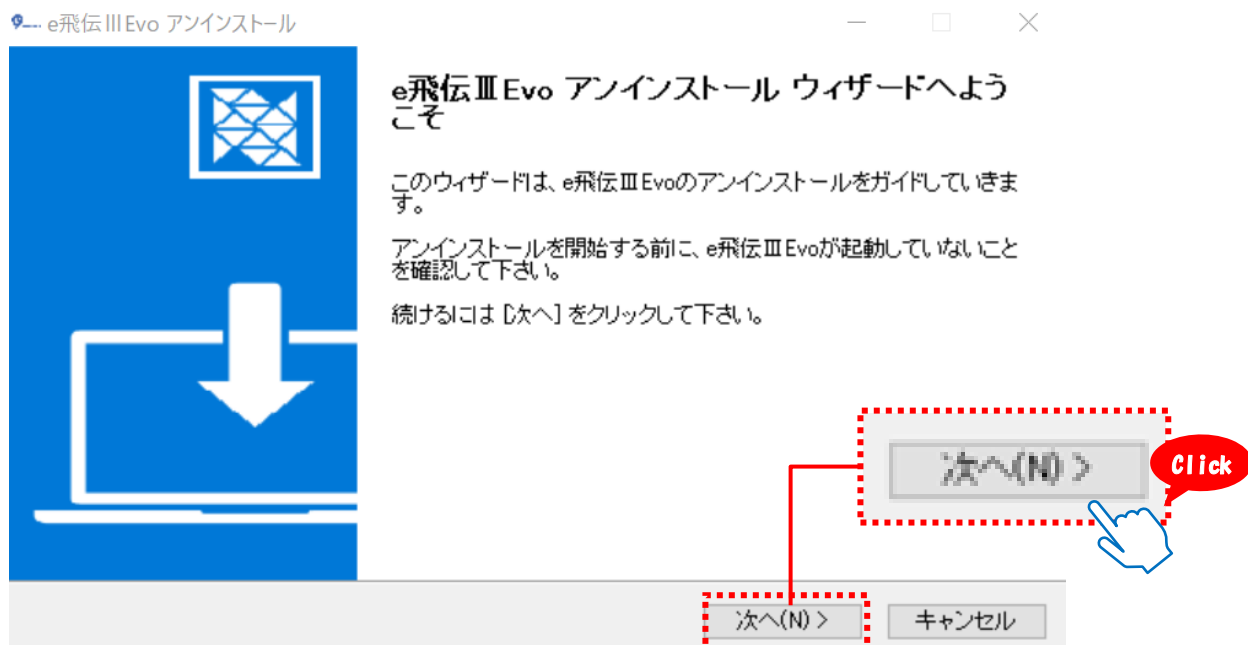 e飛伝ⅢEvo アンインストール
e飛伝ⅢEvo アンインストール ウィザードへよう
こそ
このウィザードは、e飛伝ⅢEvoのアンインストールをガイドしていきま
す。
アンインストールを開始する前に、e飛伝ⅢEvoが起動していないこと
を確認して下さい。
続けるには [次へ] をクリックして下さい。
次へ(N) >
Click
次へ(N) >
キャンセル